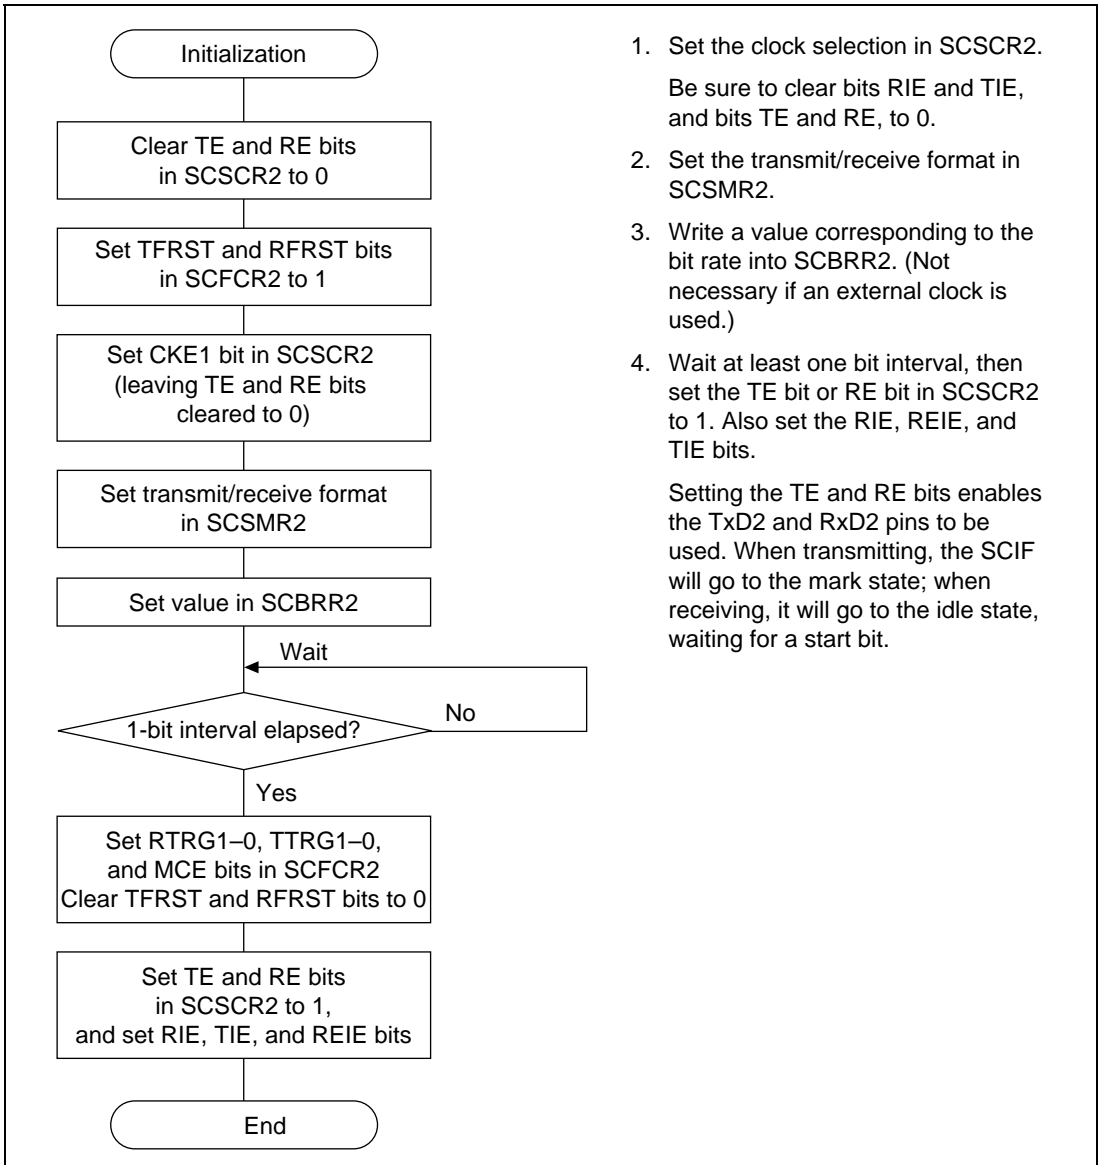 Initialization
Clear TE and RE bits
in SCSCR2 to 0
Set TFRST and RFRST bits
in SCFCR2 to 1
Set CKE1 bit in SCSCR2
(leaving TE and RE bits
cleared to 0)
Set transmit/receive format
in SCSMR2
Set value in SCBRR2
Wait
1-bit interval elapsed?
No
Yes
Set RTRG1–0, TTRG1–0,
and MCE bits in SCFCR2
Clear TFRST and RFRST bits to 0
Set TE and RE bits
in SCSCR2 to 1,
and set RIE, TIE, and REIE bits
End
1. Set the clock selection in SCSCR2.
Be sure to clear bits RIE and TIE,
and bits TE and RE, to 0.
2. Set the transmit/receive format in
SCSMR2.
3. Write a value corresponding to the
bit rate into SCBRR2. (Not
necessary if an external clock is
used.)
4. Wait at least one bit interval, then
set the TE bit or RE bit in SCSCR2
to 1. Also set the RIE, REIE, and
TIE bits.
Setting the TE and RE bits enables
the TxD2 and RxD2 pins to be
used. When transmitting, the SCIF
will go to the mark state; when
receiving, it will go to the idle state,
waiting for a start bit.